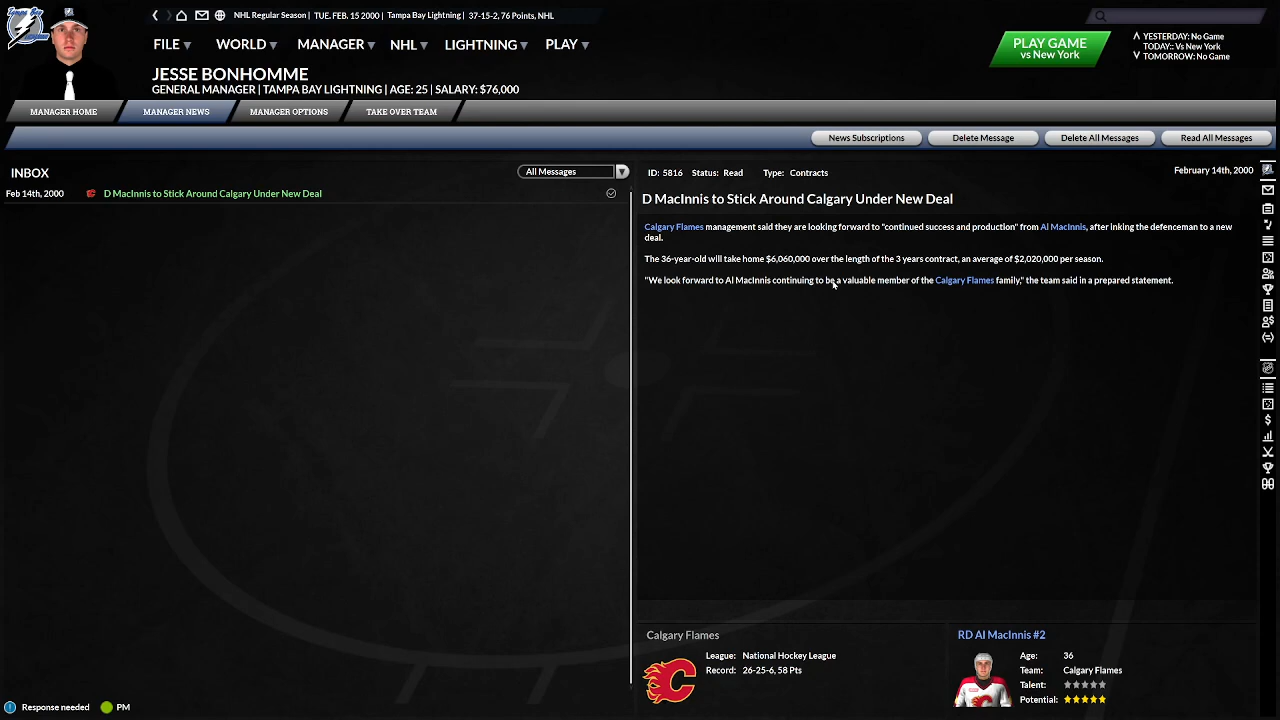 NHL Regular Season | TUE. FEB. 15 2000 | Tampa Bay Lightning | 37-15-2, 76 Points, NHL
FILE WORLD MANAGER NHL LIGHTNING PLAY
PLAY GAME
vs New York
YESTERDAY: No Game
TODAY:: Vs New York
TOMORROW: No Game
JESSE BONHOMME
GENERAL MANAGER | TAMPA BAY LIGHTNING | AGE: 25 | SALARY: $76,000
MANAGER HOME MANAGER NEWS MANAGER OPTIONS TAKE OVER TEAM
News Subscriptions Delete Message Delete All Messages Read All Messages
INBOX All Messages
Feb 14th, 2000 D MacInnis to Stick Around Calgary Under New Deal
ID: 5816 Status: Read Type: Contracts February 14th, 2000
D MacInnis to Stick Around Calgary Under New Deal
Calgary Flames management said they are looking forward to "continued success and production" from Al MacInnis, after inking the defenceman to a new
deal.
The 36-year-old will take home $6,060,000 over the length of the 3 years contract, an average of $2,020,000 per season.
"We look forward to Al MacInnis continuing to be a valuable member of the Calgary Flames family," the team said in a prepared statement.
Calgary Flames
League: National Hockey League
Record: 26-25-6, 58 Pts
RD Al MacInnis #2
Age: 36
Team: Calgary Flames
Talent:
Potential:
Response needed PM